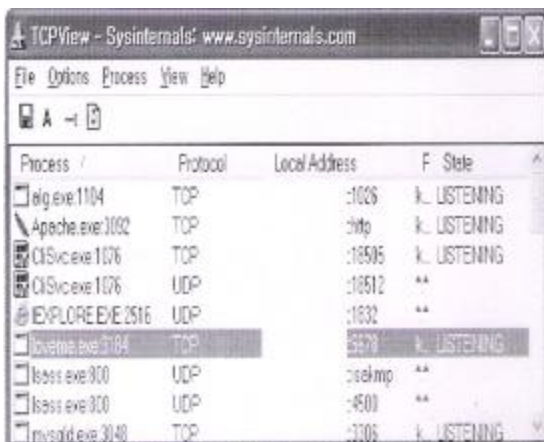 TCPView - Sysinternals: www.sysinternals.com
File Options Process View Help
A
Process / Protocol Local Address F State
alg.exe:1104 TCP :1026 k... LISTENING
Apache.exe:3092 TCP :http k... LISTENING
CliSvc.exe:1076 TCP :18505 k... LISTENING
CliSvc.exe:1076 UDP :18512 *.*
IEXPLORE.EXE:2516 UDP :1832 *.*
loveme.exe:3184 TCP k... LISTENING
lsass.exe:800 UDP :isakmp *.*
lsass.exe:800 UDP :4500 *.*
mysqld.exe:3048 TCP :3306 k... LISTENING